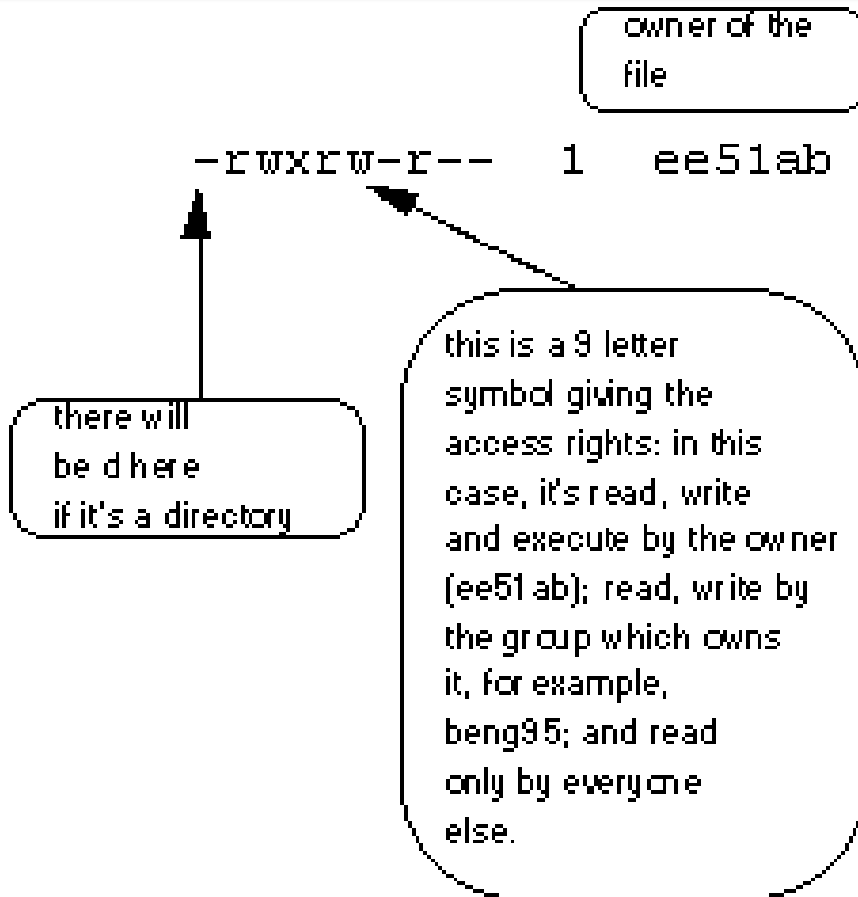 owner of the
file
-rwxrw-r-- 1 ee51ab
there will
be d here
if it's a directory
this is a 9 letter
symbol giving the
access rights: in this
case, it's read, write
and execute by the owner
(ee51ab); read, write by
the group which owns
it, for example,
beng95; and read
only by everyone
else.